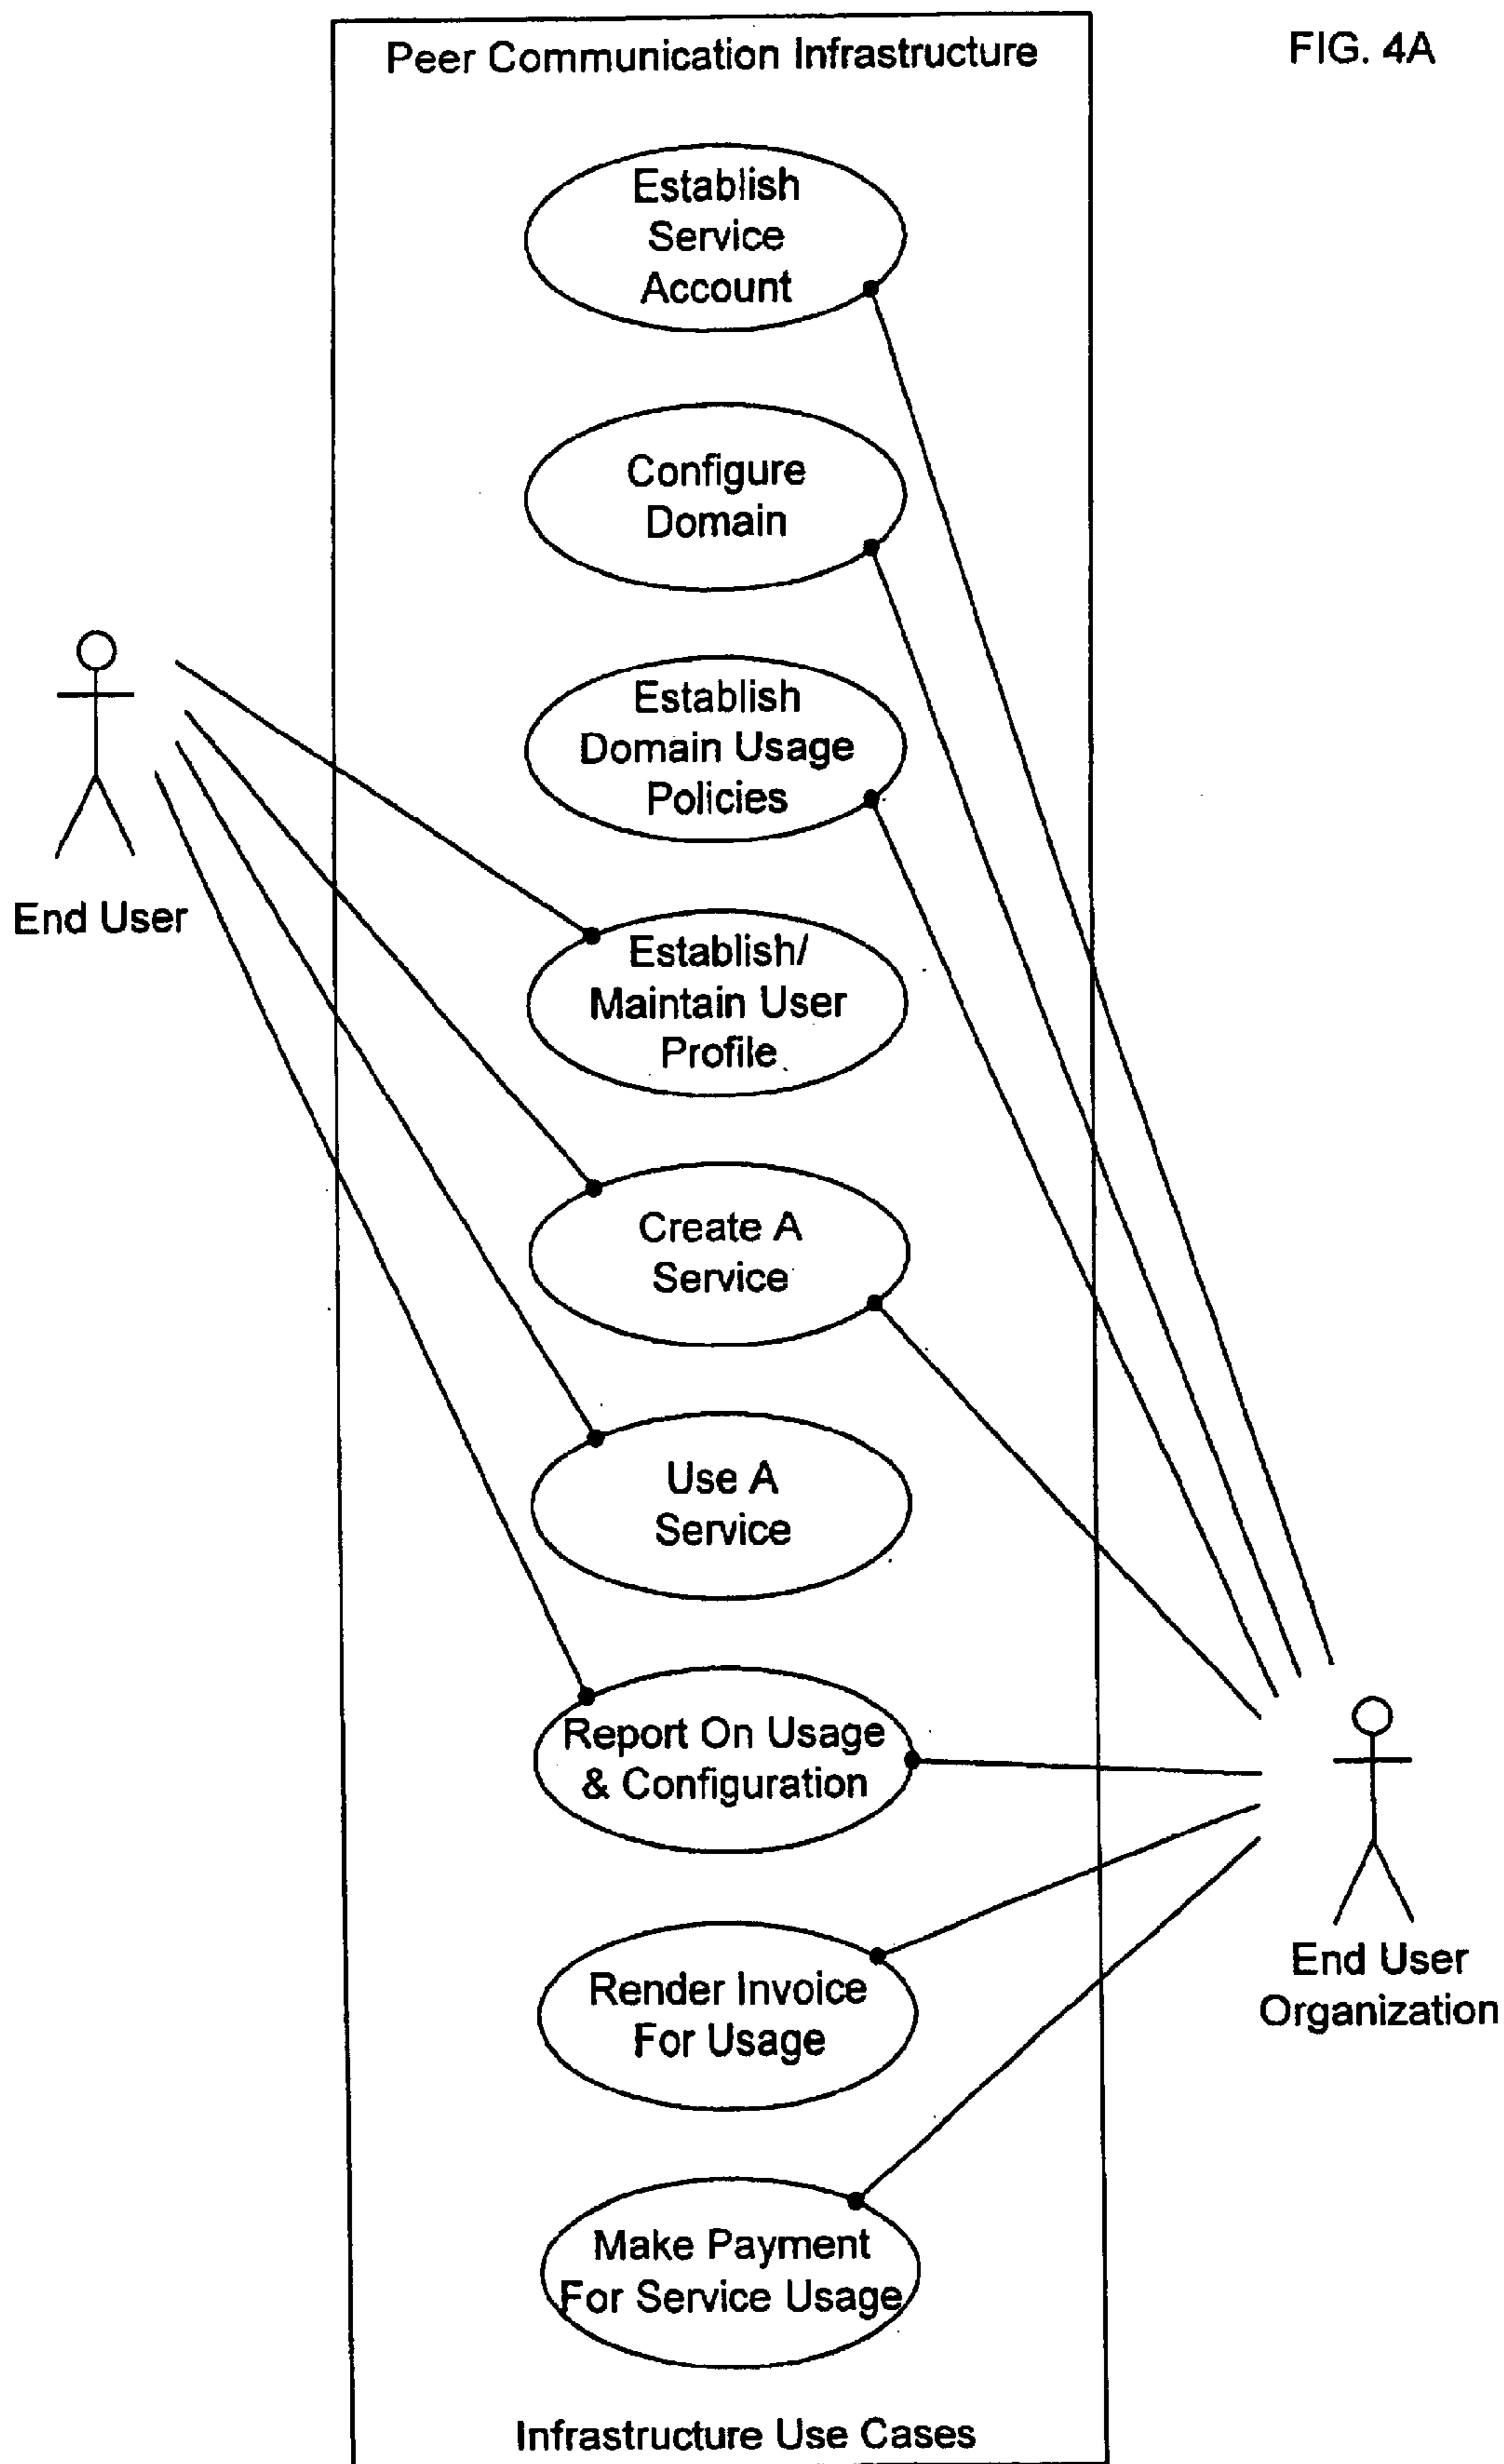 Peer Communication Infrastructure
FIG. 4A
Establish
Service
Account
Configure
Domain
Establish
Domain Usage
Policies
End User
Establish/
Maintain User
Profile
Create A
Service
Use A
Service
Report On Usage
& Configuration
Render Invoice
For Usage
End User
Organization
Make Payment
For Service Usage
Infrastructure Use Cases